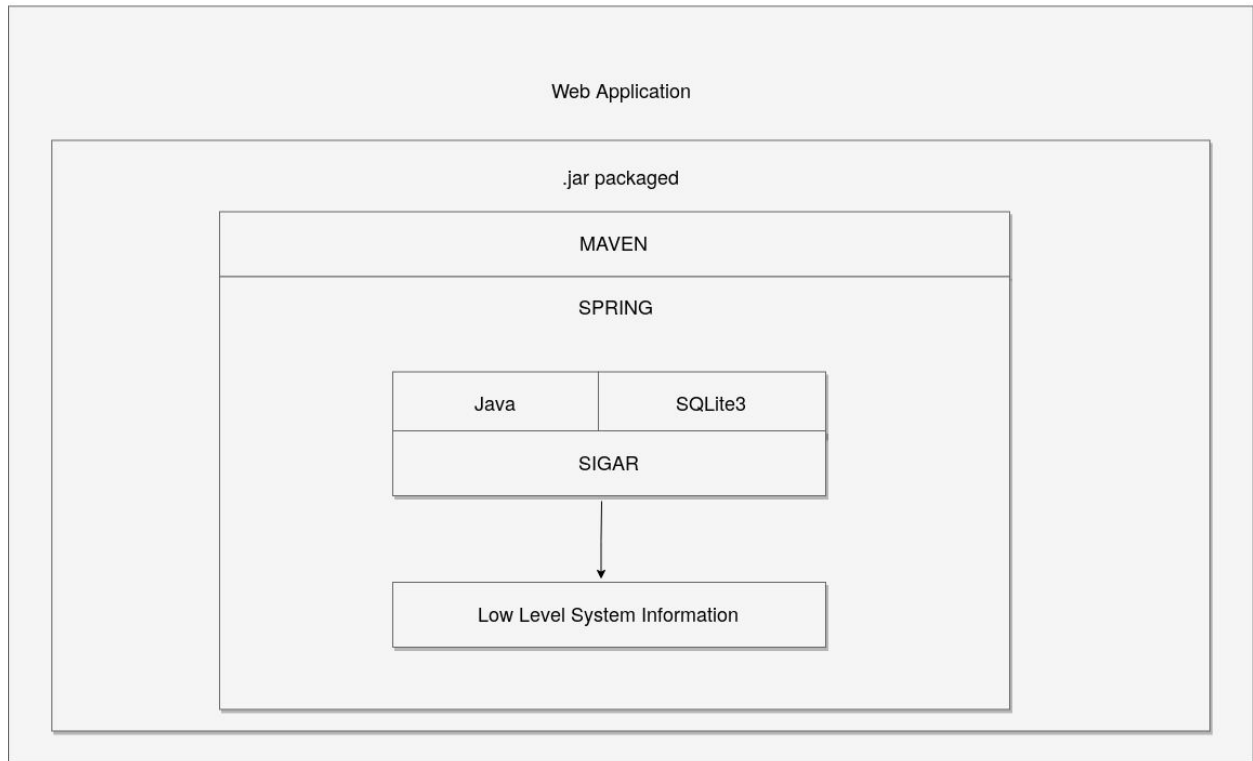 Web Application
.jar packaged
MAVEN
SPRING
Java
SQLite3
SIGAR
Low Level System Information